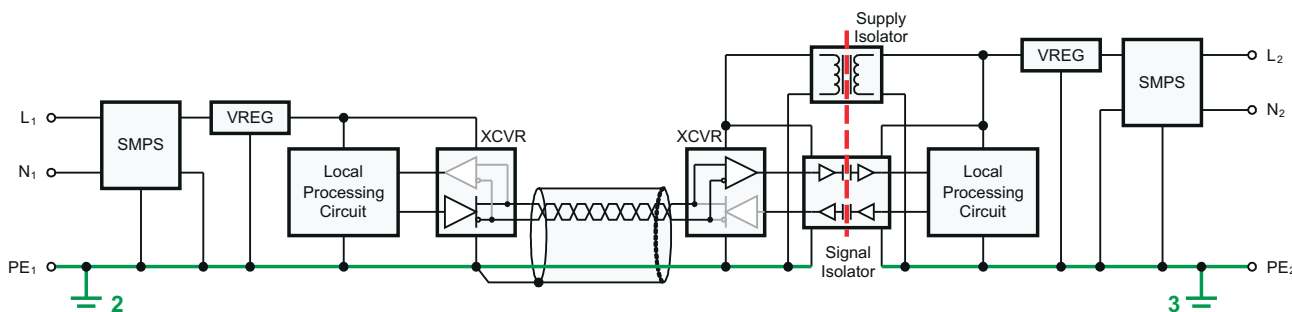 Supply
Isolator
L₁
N₁
PE₁
SMPS
VREG
Local
Processing
Circuit
XCVR
XCVR
Signal
Isolator
Local
Processing
Circuit
VREG
SMPS
L₂
N₂
PE₂
2
3